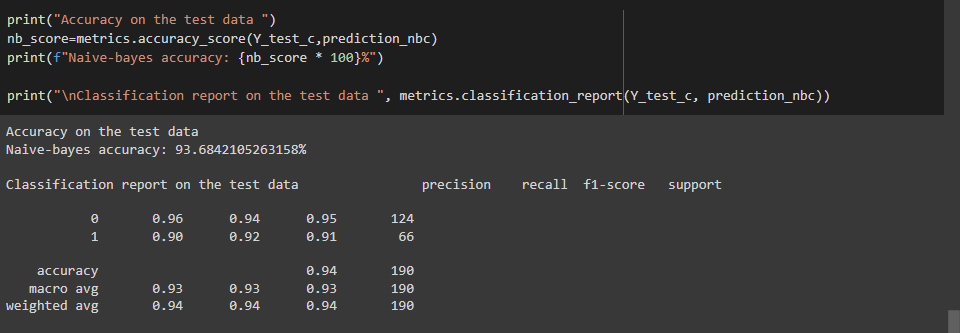 print("Accuracy on the test data ")
nb_score=metrics.accuracy_score(Y_test_c,prediction_nbc)
print(f"Naive-bayes accuracy: {nb_score * 100}%")
print("\nClassification report on the test data ", metrics.classification_report(Y_test_c, prediction_nbc))
Accuracy on the test data
Naive-bayes accuracy: 93.6842105263158%
Classification report on the test data precision recall f1-score support
0 0.96 0.94 0.95 124
1 0.90 0.92 0.91 66
accuracy 0.94 190
macro avg 0.93 0.93 0.93 190
weighted avg 0.94 0.94 0.94 190